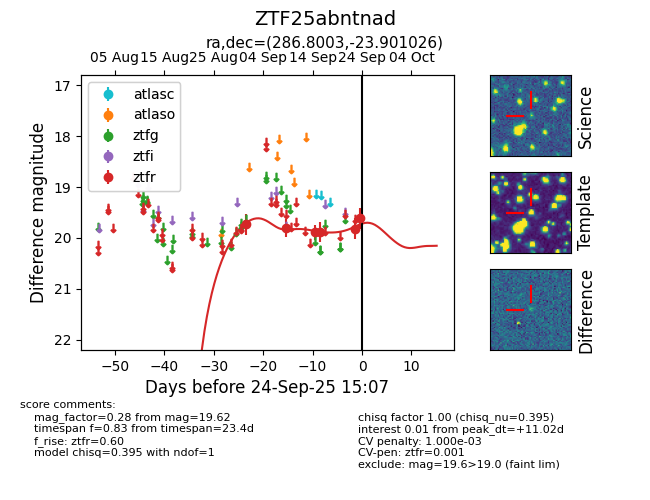 ZTF25abntnad
ra,dec=(286.8003,-23.901026)
05 Aug 15 Aug 25 Aug 04 Sep 14 Sep 24 Sep 04 Oct
17
18
19
20
21
22
Difference magnitude
atlasc
atlaso
ztfg
ztfi
ztfr
−50 −40 −30 −20 −10 0 10
Days before 24-Sep-25 15:07
Science
Template
Difference
score comments:
mag_factor=0.28 from mag=19.62
timespan f=0.83 from timespan=23.4d
f_rise: ztfr=0.60
model chisq=0.395 with ndof=1
chisq factor 1.00 (chisq_nu=0.395)
interest 0.01 from peak_dt=+11.02d
CV penalty: 1.000e-03
CV-pen: ztfr=0.001
exclude: mag=19.6>19.0 (faint lim)